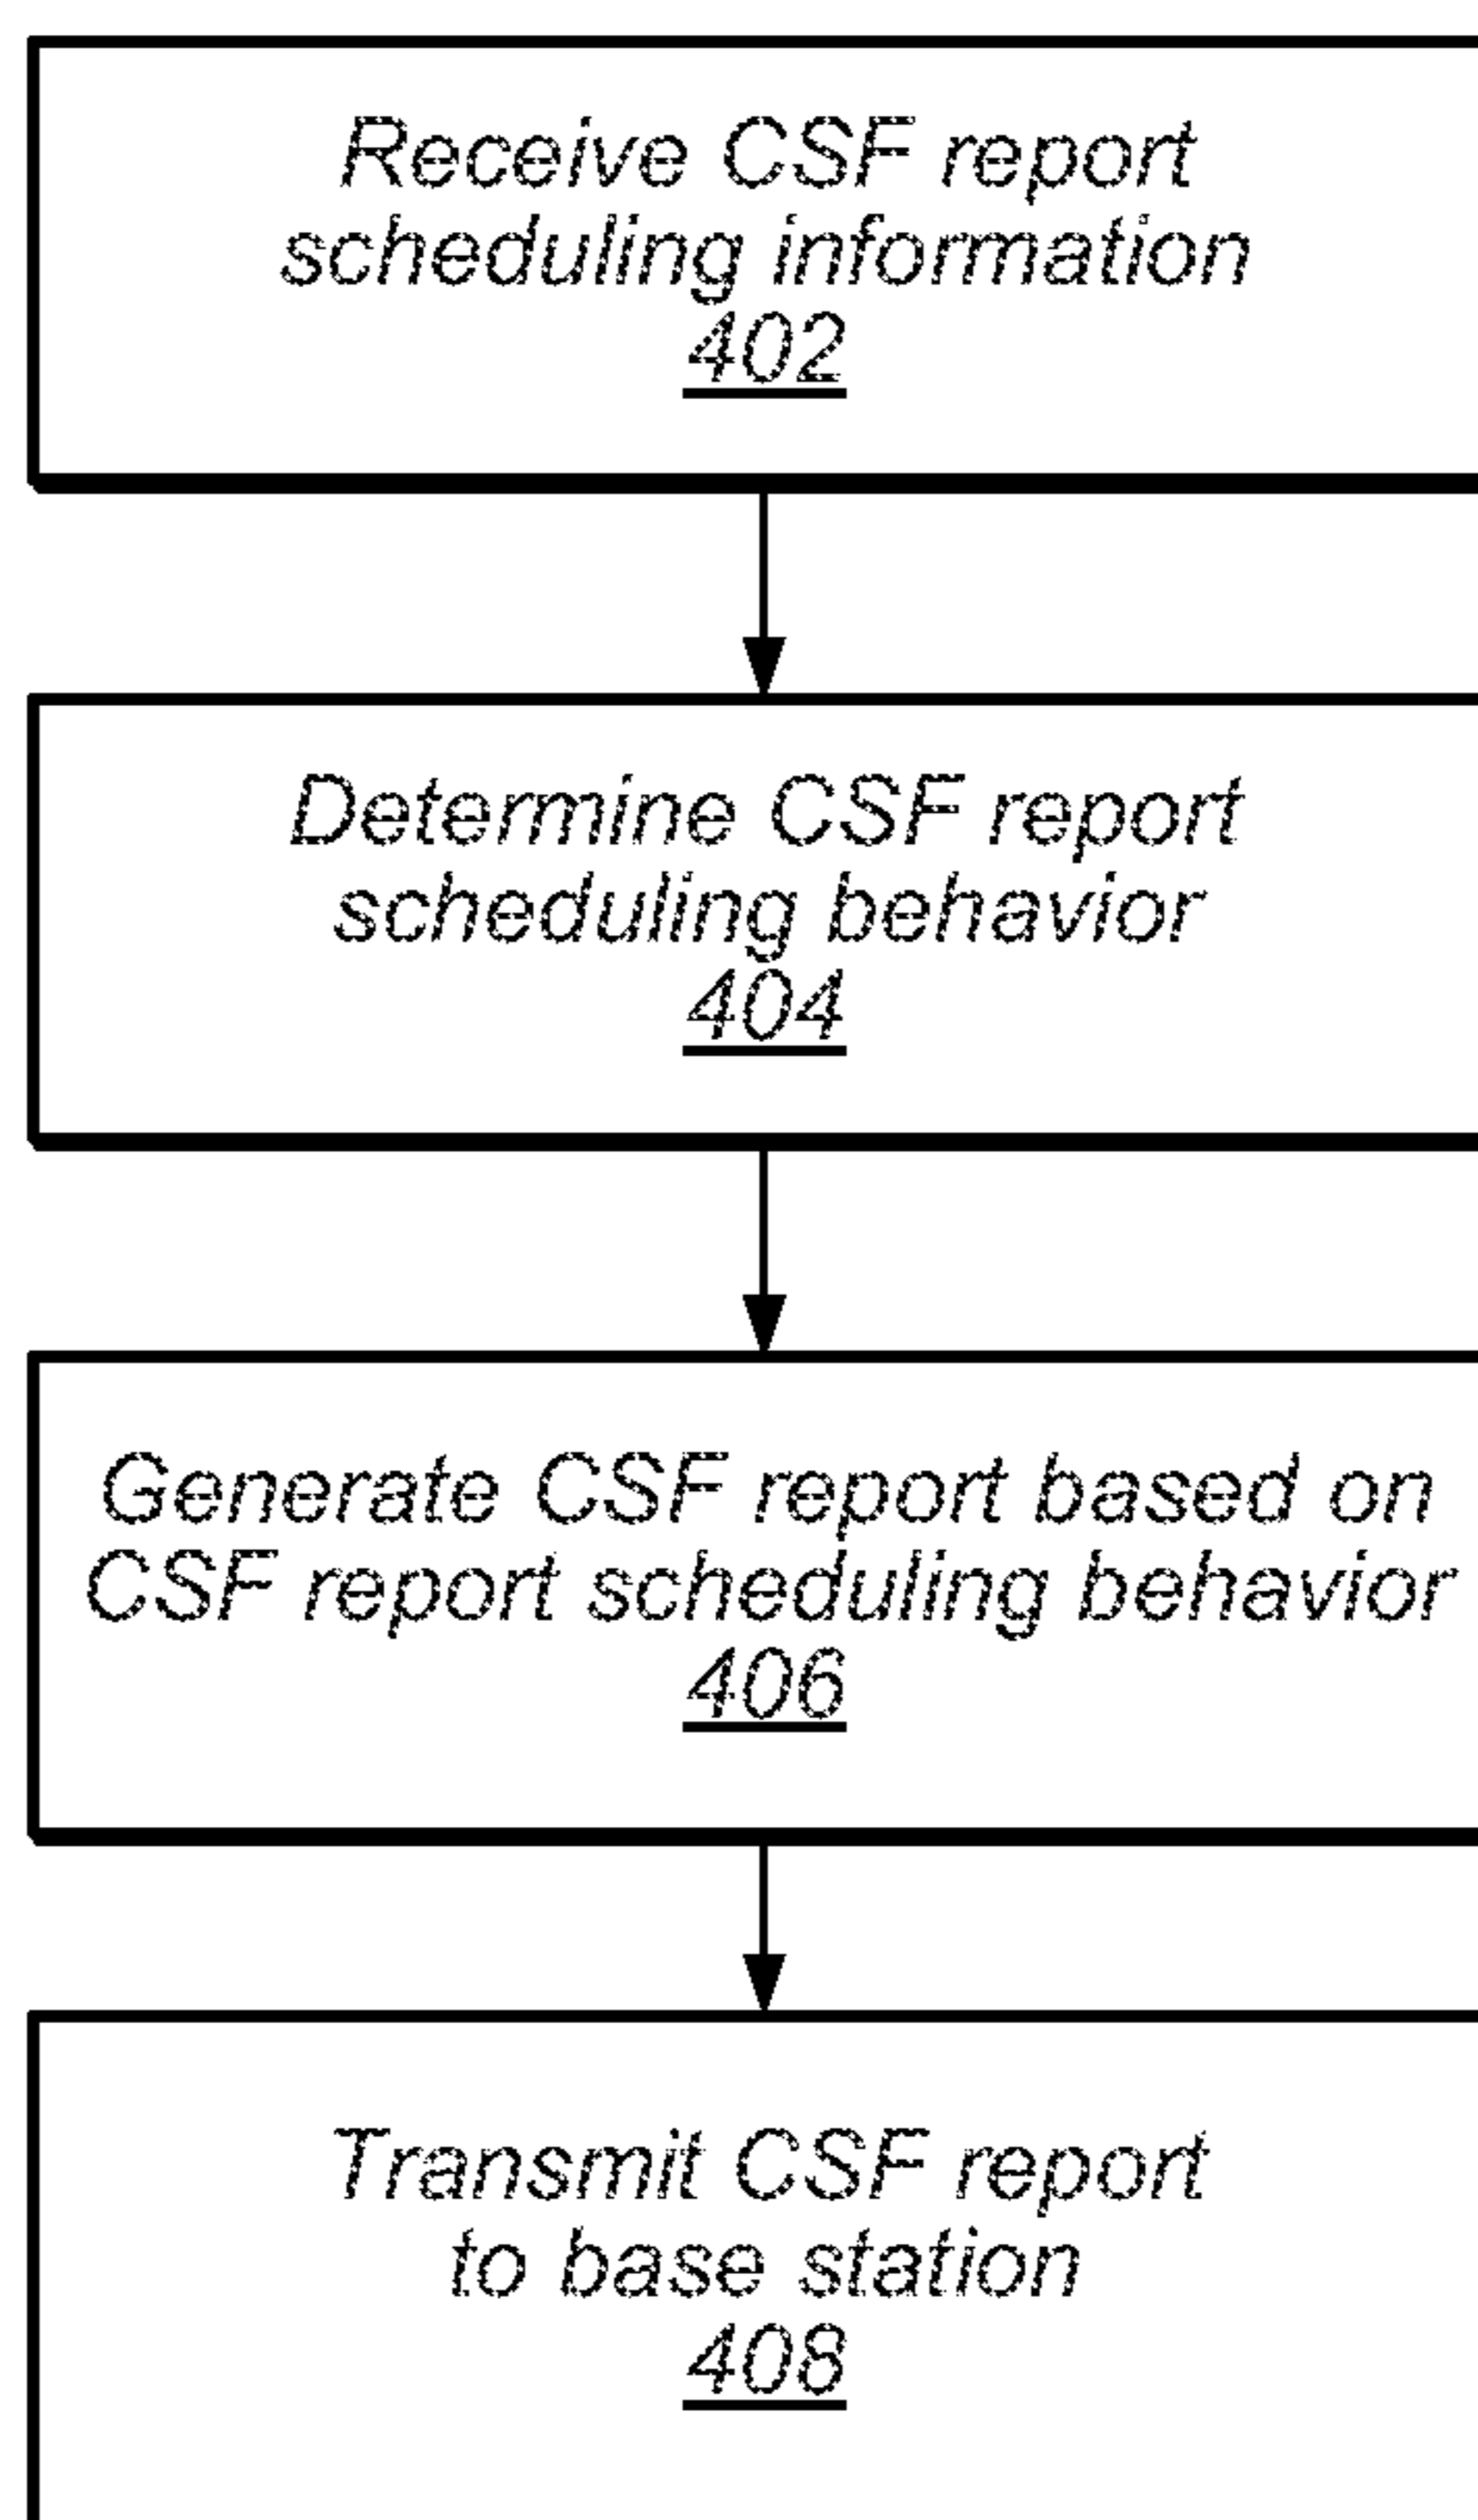 Receive CSF report
scheduling information
402
Determine CSF report
scheduling behavior
404
Generate CSF report based on
CSF report scheduling behavior
406
Transmit CSF report
to base station
408